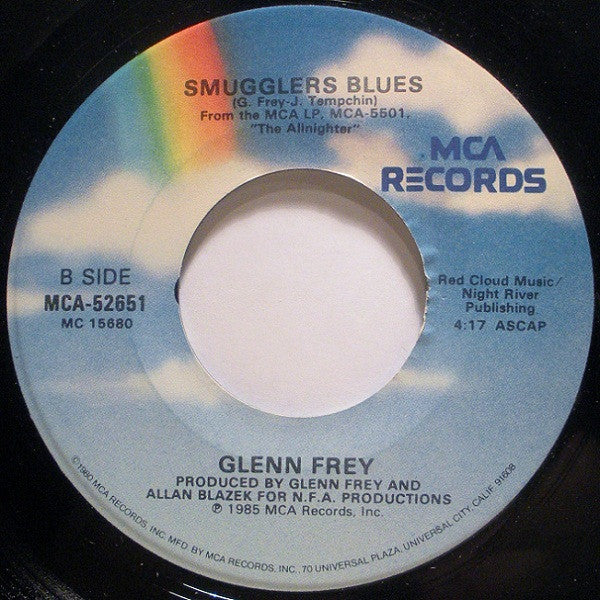 SMUGGLERS BLUES
(G. Frey-J. Tempchin)
From the MCA LP, MCA-5501,
"The Allnighter"
MCA
RECORDS
B SIDE
MCA-52651
MC 15680
Red Cloud Music/
Night River
Publishing
4:17 ASCAP
GLENN FREY
PRODUCED BY GLENN FREY AND
ALLAN BLAZEK FOR N.F.A. PRODUCTIONS
℗ 1985 MCA Records, Inc.
©1980 MCA RECORDS, INC. MFD BY MCA RECORDS, INC., 70 UNIVERSAL PLAZA, UNIVERSAL CITY, CALIF. 91608